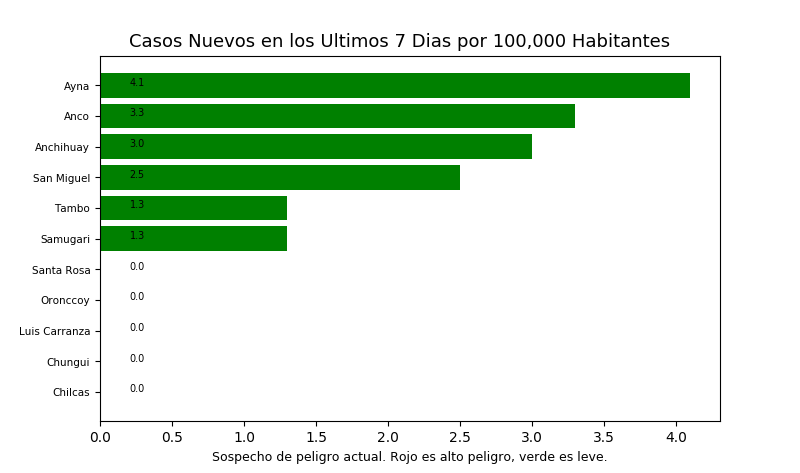 Casos Nuevos en los Ultimos 7 Dias por 100,000 Habitantes
Ayna 4.1
Anco 3.3
Anchihuay 3.0
San Miguel 2.5
Tambo 1.3
Samugari 1.3
Santa Rosa 0.0
Oronccoy 0.0
Luis Carranza 0.0
Chungui 0.0
Chilcas 0.0
0.0 0.5 1.0 1.5 2.0 2.5 3.0 3.5 4.0
Sospecho de peligro actual. Rojo es alto peligro, verde es leve.